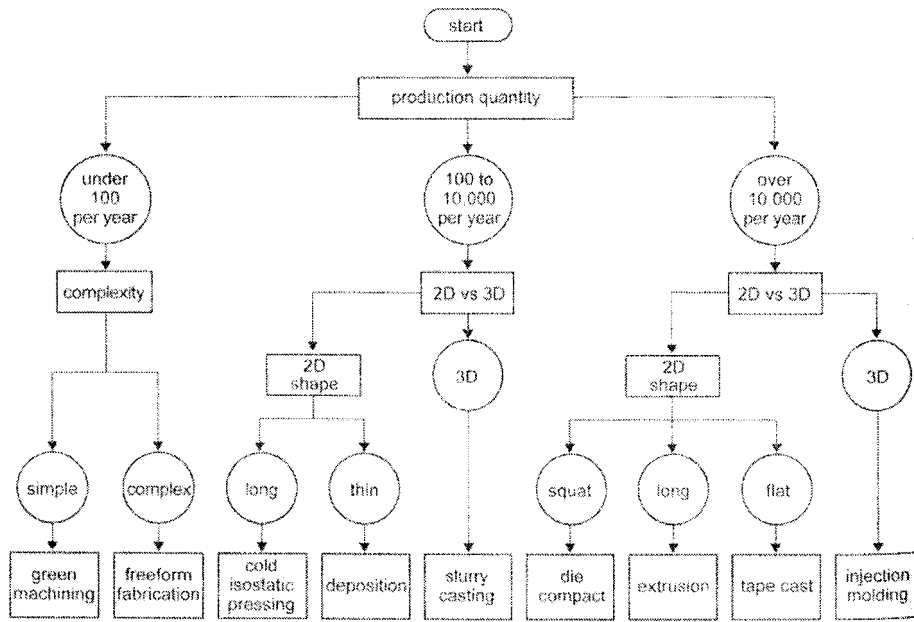 start
production quantity
under
100
per year
100 to
10,000
per year
over
10,000
per year
complexity
2D vs 3D
2D vs 3D
2D
shape
3D
2D
shape
3D
simple
complex
long
thin
squat
long
flat
green
machining
freeform
fabrication
cold
isostatic
pressing
deposition
slurry
casting
die
compact
extrusion
tape cast
injection
molding